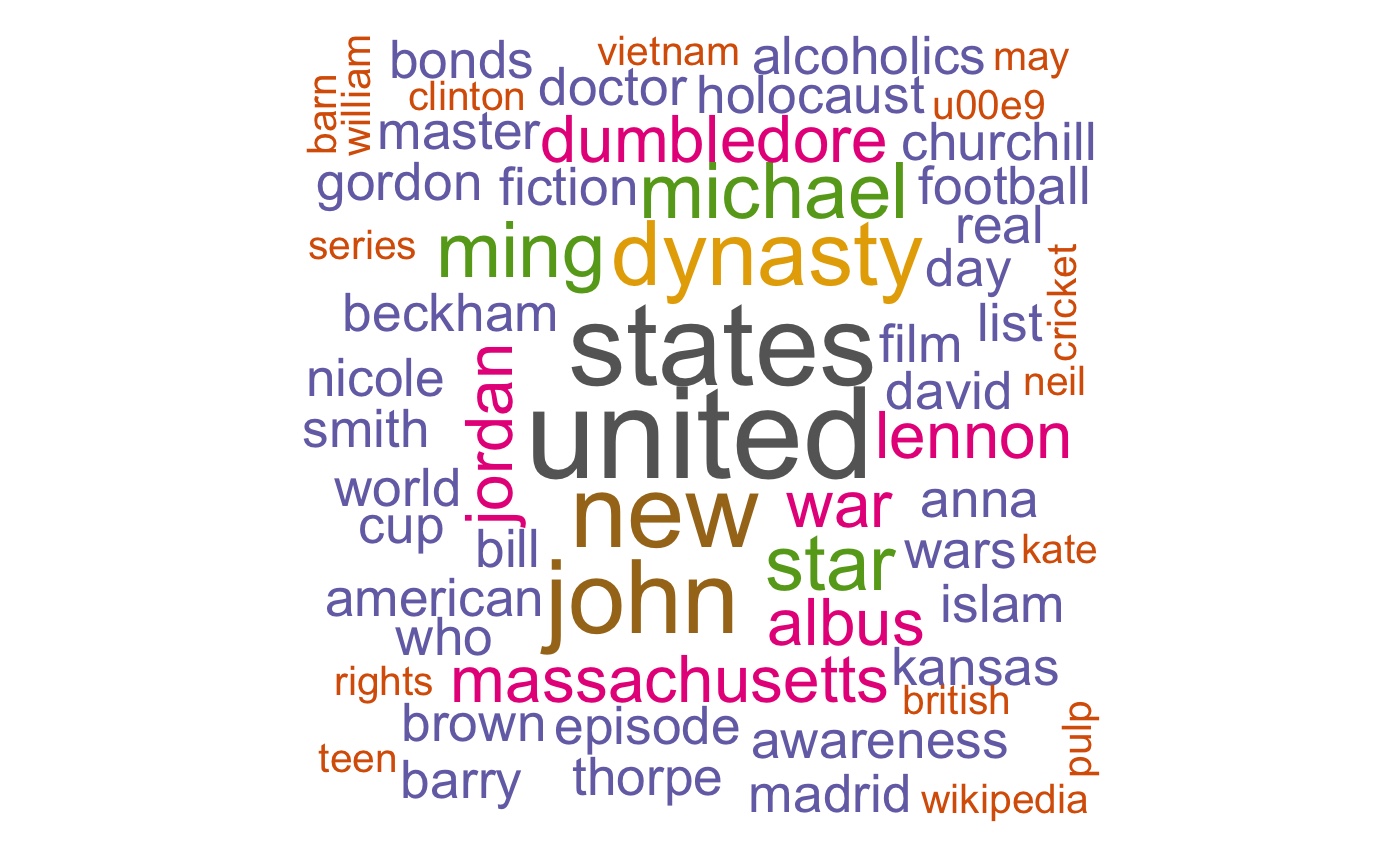 barn
william
bonds
vietnam
alcoholics
may
clinton
doctor
holocaust
u00e9
master
dumbledore
churchill
gordon
fiction
michael
football
series
ming
dynasty
real
day
cricket
beckham
states
film
list
nicole
jordan
david
neil
smith
united
lennon
world
new
war
anna
cup
bill
star
wars
kate
american
john
albus
islam
who
rights
massachusetts
kansas
british
brown
episode
awareness
pulp
teen
barry
thorpe
madrid
wikipedia